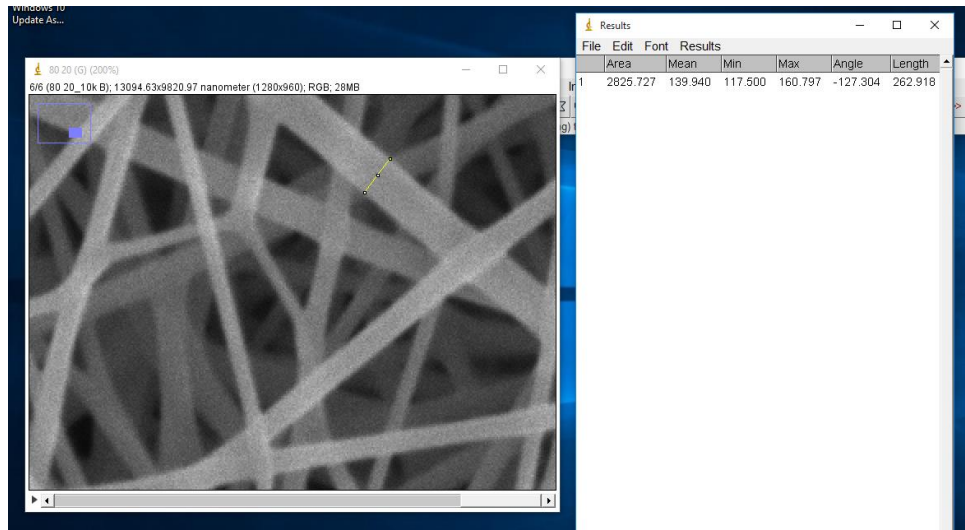 Windows 10
Update As...
80 20 (G) (200%)
6/6 (80 20_10k B); 13094.63x9820.97 nanometer (1280x960); RGB; 28MB
Results
File Edit Font Results
Area Mean Min Max Angle Length
1 2825.727 139.940 117.500 160.797 -127.304 262.918